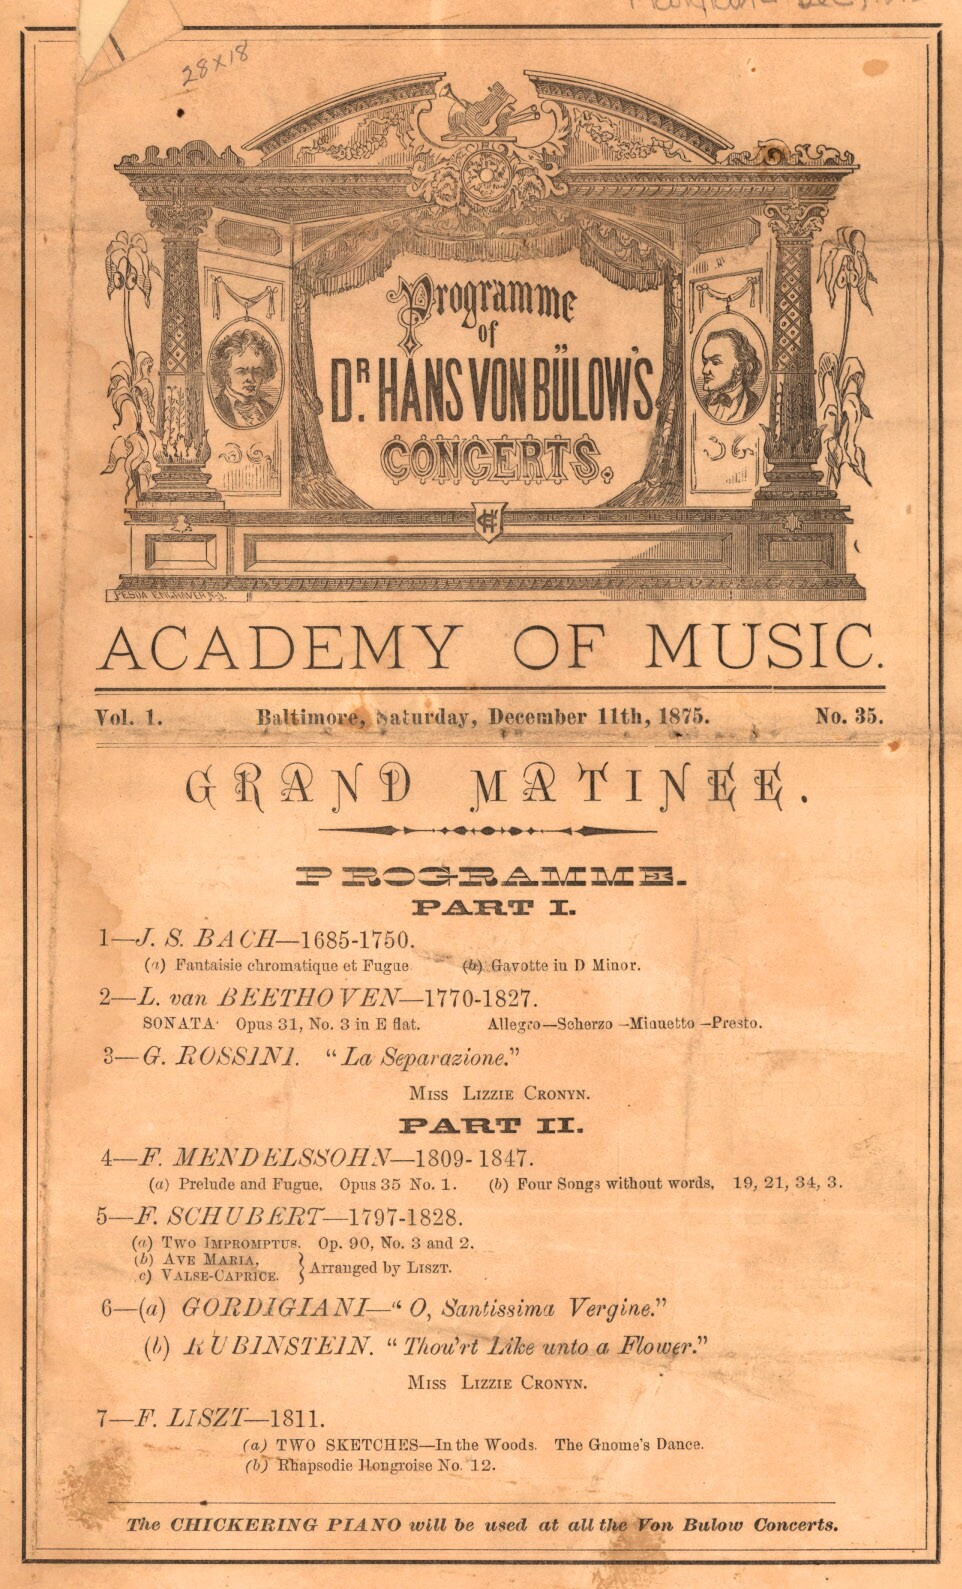 28x18
Programme
of
DR. HANS VON BÜLOW'S
CONCERTS.
ACADEMY OF MUSIC.
Vol. 1. Baltimore, Saturday, December 11th, 1875. No. 35.
GRAND MATINEE.
PROGRAMME.
PART I.
1—J. S. BACH—1685-1750.
(a) Fantaisie chromatique et Fugue (b) Gavotte in D Minor.
2—L. van BEETHOVEN—1770-1827.
SONATA· Opus 31, No. 3 in E flat. Allegro—Scherzo—Minuetto—Presto.
3—G. ROSSINI. “La Separazione.”
MISS LIZZIE CRONYN.
PART II.
4—F. MENDELSSOHN—1809-1847.
(a) Prelude and Fugue, Opus 35 No. 1. (b) Four Songs without words, 19, 21, 34, 3.
5—F. SCHUBERT—1797-1828.
(a) TWO IMPROMPTUS. Op. 90, No. 3 and 2.
(b) AVE MARIA,
c) VALSE-CAPRICE. } Arranged by LISZT.
6—(a) GORDIGIANI—“O, Santissima Vergine.”
(b) RUBINSTEIN. “Thou'rt Like unto a Flower.”
MISS LIZZIE CRONYN.
7—F. LISZT—1811.
(a) TWO SKETCHES—In the Woods. The Gnome's Dance.
(b) Rhapsodie Hongroise No. 12.
The CHICKERING PIANO will be used at all the Von Bulow Concerts.